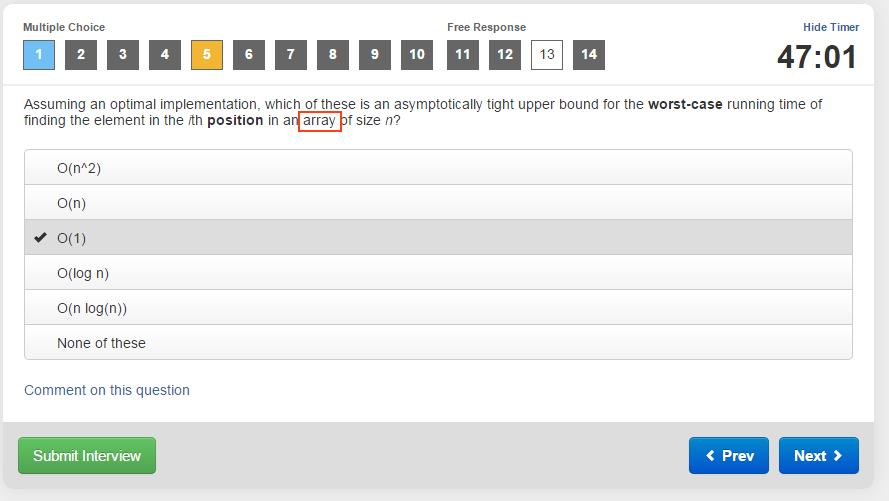 Multiple Choice
Free Response
Hide Timer
1 2 3 4 5 6 7 8 9 10 11 12 13 14
47:01
Assuming an optimal implementation, which of these is an asymptotically tight upper bound for the worst-case running time of
finding the element in the ith position in an array of size n?
O(n^2)
O(n)
O(1)
O(log n)
O(n log(n))
None of these
Comment on this question
Submit Interview
Prev
Next